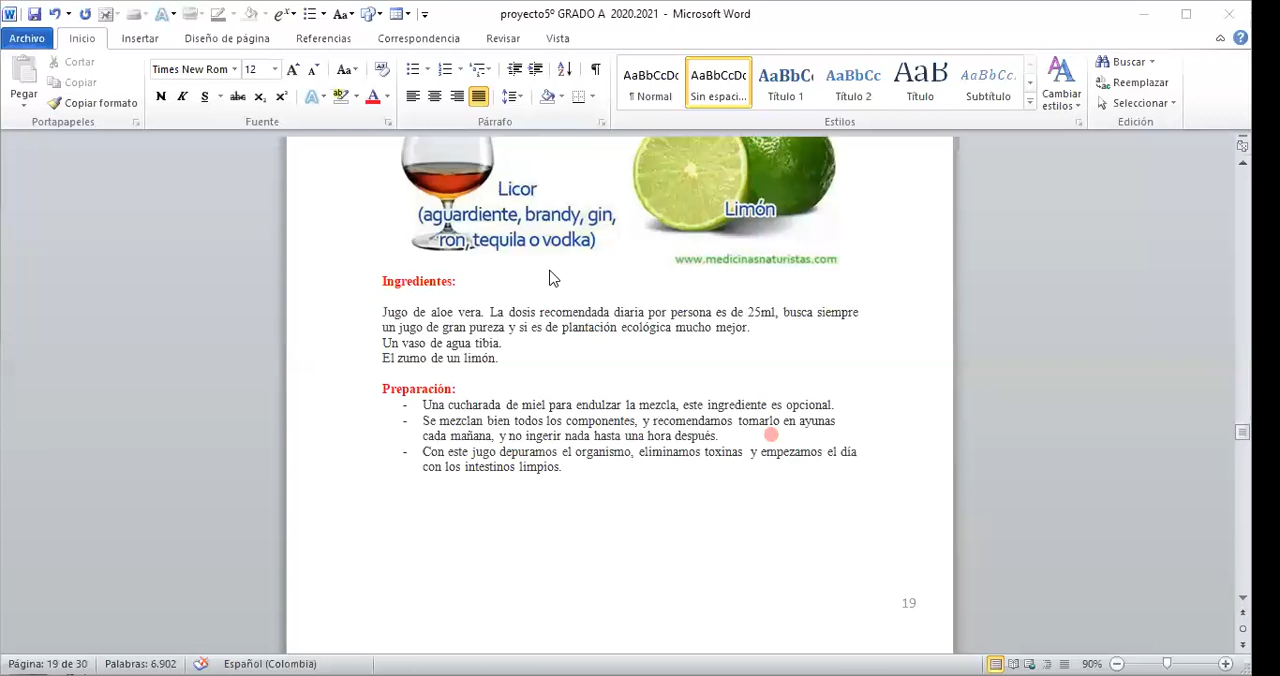 proyecto5º GRADO A 2020.2021 - Microsoft Word
Archivo Inicio Insertar Diseño de página Referencias Correspondencia Revisar Vista
Pegar
Cortar
Copiar
Copiar formato
Portapapeles
Times New Rom 12
Fuente
Párrafo
AaBbCcDc AaBbCcDc AaBbC AaBbCc AaB AaBbCc.
¶ Normal Sin espaci... Título 1 Título 2 Título Subtítulo
Cambiar
estilos
Estilos
Buscar
Reemplazar
Seleccionar
Edición
Licor
(aguardiente, brandy, gin,
ron, tequila o vodka)
Limón
www.medicinasnaturistas.com
Ingredientes:
Jugo de aloe vera. La dosis recomendada diaria por persona es de 25ml, busca siempre
un jugo de gran pureza y si es de plantación ecológica mucho mejor.
Un vaso de agua tibia.
El zumo de un limón.
Preparación:
- Una cucharada de miel para endulzar la mezcla, este ingrediente es opcional.
- Se mezclan bien todos los componentes, y recomendamos tomarlo en ayunas
cada mañana, y no ingerir nada hasta una hora después.
- Con este jugo depuramos el organismo, eliminamos toxinas y empezamos el día
con los intestinos limpios.
19
Página: 19 de 30 Palabras: 6.902 Español (Colombia) 90%